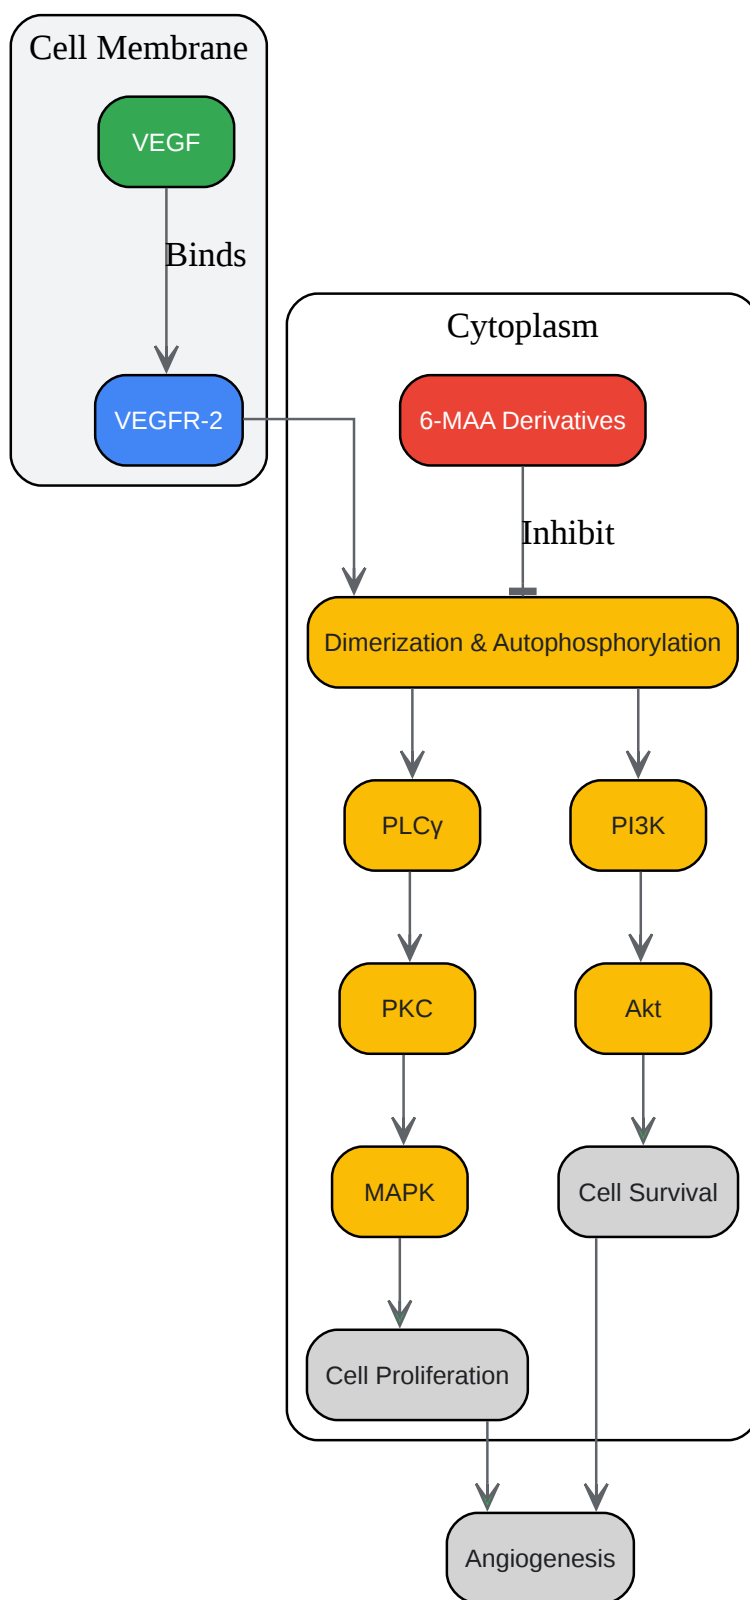 Cell Membrane
VEGF
Binds
VEGFR-2
Cytoplasm
6-MAA Derivatives
Inhibit
Dimerization & Autophosphorylation
PLCγ
PI3K
PKC
Akt
MAPK
Cell Survival
Cell Proliferation
Angiogenesis